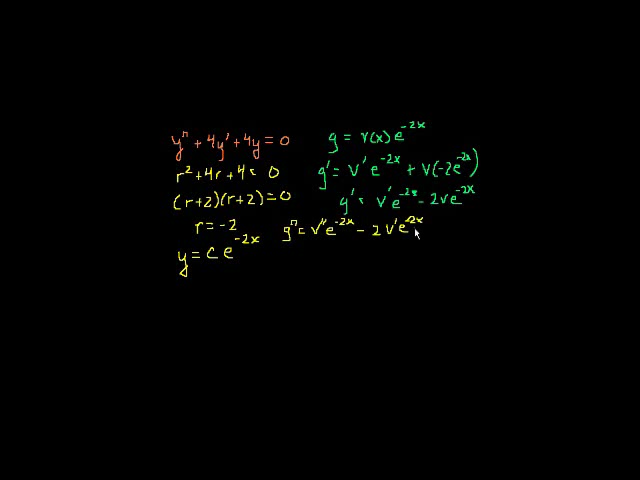 y" + 4y' + 4y = 0
r² + 4r + 4 = 0
(r+2)(r+2) = 0
r = -2
y = c e^-2x
g = v(x) e^-2x
g' = v' e^-2x + v(-2e^-2x)
g' = v' e^-2x - 2ve^-2x
g" = v" e^-2x - 2v'e^-2x